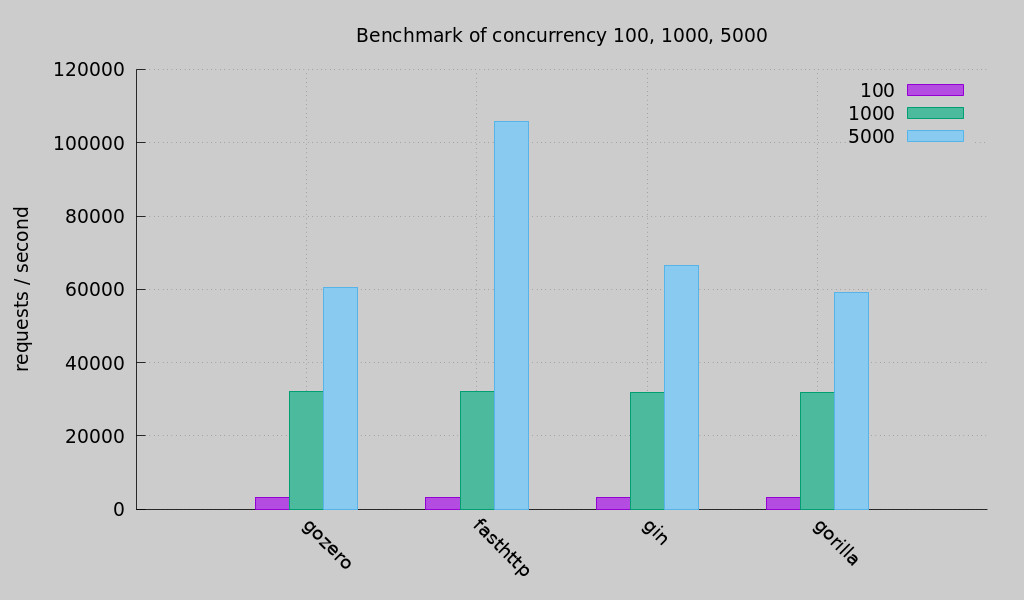 Benchmark of concurrency 100, 1000, 5000
120000
100000
80000
60000
40000
20000
0
requests / second
100
1000
5000
gozero
fasthttp
gin
gorilla